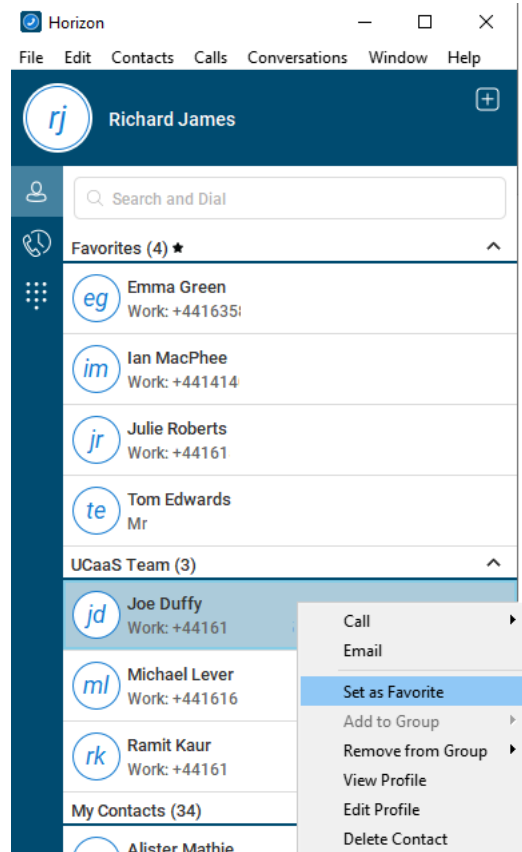 Horizon
File Edit Contacts Calls Conversations Window Help
rj Richard James
Search and Dial
Favorites (4)
eg Emma Green
Work: +441635
im Ian MacPhee
Work: +441414
jr Julie Roberts
Work: +44161
te Tom Edwards
Mr
UCaaS Team (3)
jd Joe Duffy
Work: +44161
ml Michael Lever
Work: +441616
rk Ramit Kaur
Work: +44161
My Contacts (34)
Alister Mathie
Call
Email
Set as Favorite
Add to Group
Remove from Group
View Profile
Edit Profile
Delete Contact